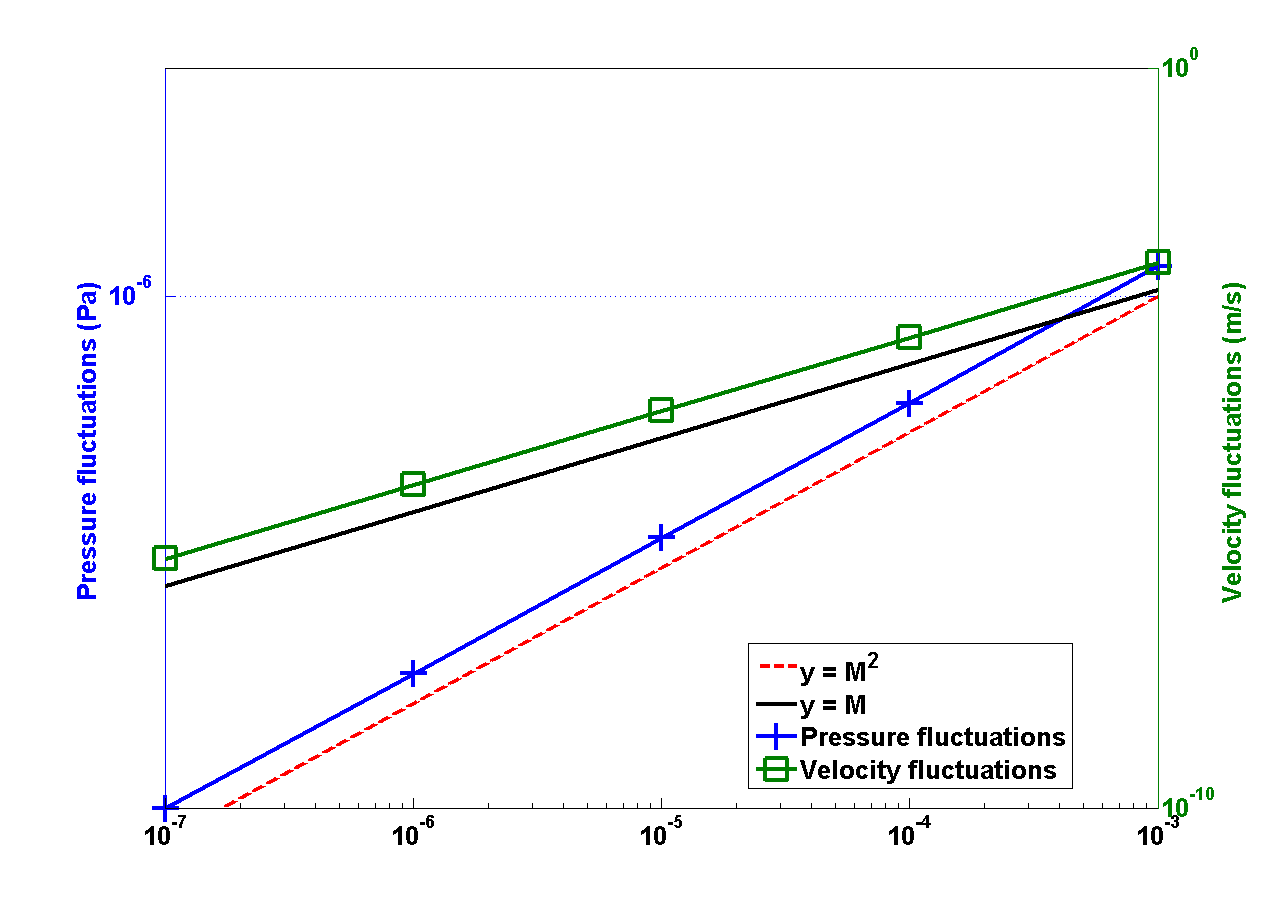 10^0
Pressure fluctuations (Pa)
10^-6
Velocity fluctuations (m/s)
y = M^2
y = M
Pressure fluctuations
Velocity fluctuations
10^-10
10^-7 10^-6 10^-5 10^-4 10^-3